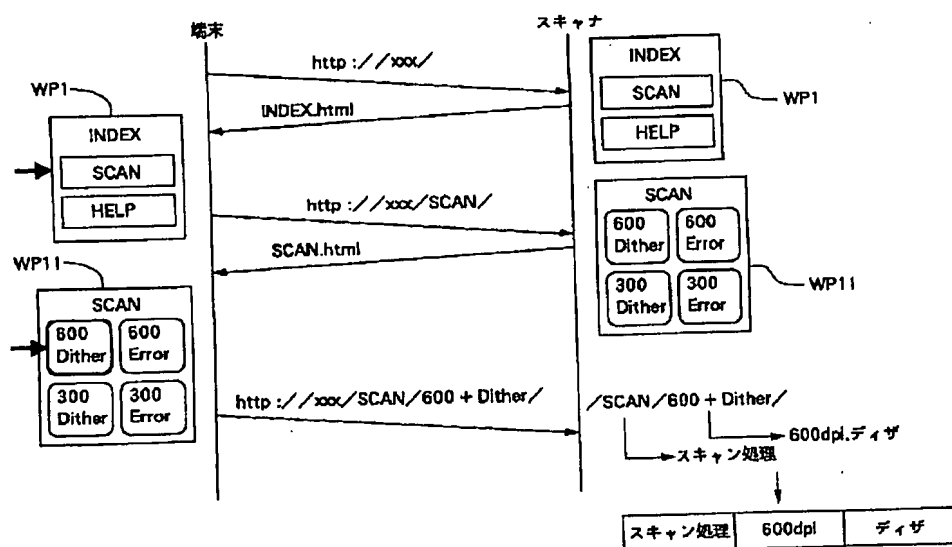 端末
スキャナ
http://xxx/
INDEX.html
WP1
INDEX
SCAN
HELP
INDEX
SCAN
HELP
WP1
http://xxx/SCAN/
SCAN.html
WP11
SCAN
600 Dither
600 Error
300 Dither
300 Error
SCAN
600 Dither
600 Error
300 Dither
300 Error
WP11
http://xxx/SCAN/600 + Dither/
/SCAN/600 + Dither/
600dpi.ディザ
スキャン処理
スキャン処理 600dpi ディザ